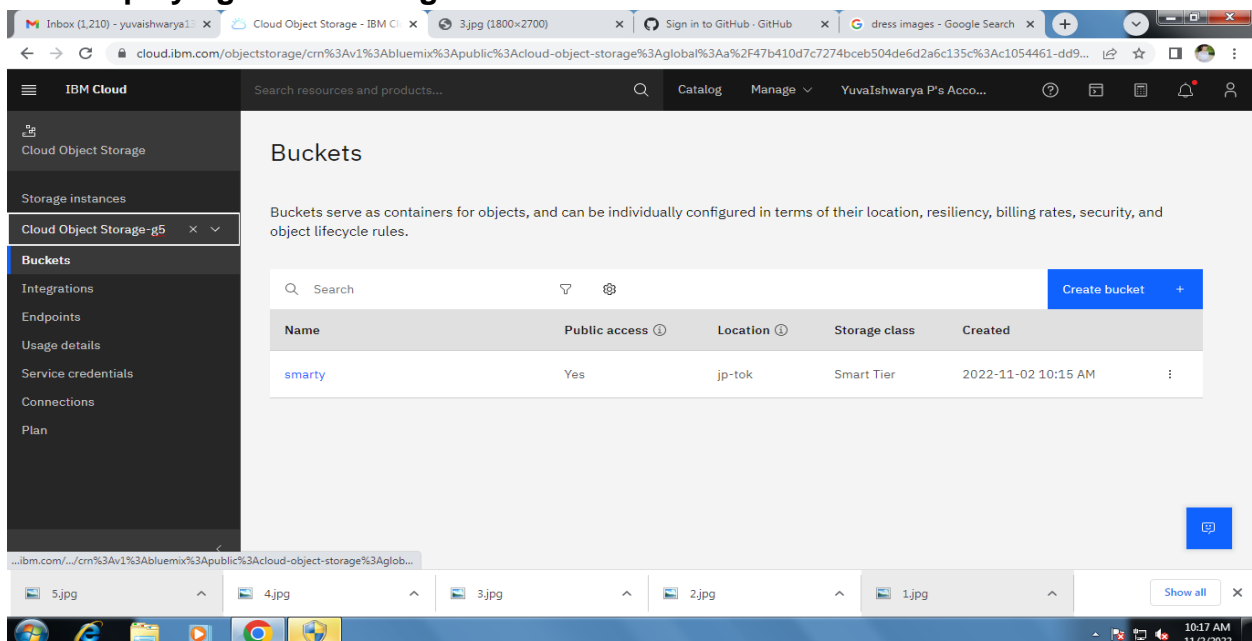 Inbox (1,210) - yuvaishwarya1
Cloud Object Storage - IBM Cl
3.jpg (1800×2700)
Sign in to GitHub · GitHub
dress images - Google Search
cloud.ibm.com/objectstorage/crn%3Av1%3Abluemix%3Apublic%3Acloud-object-storage%3Aglobal%3Aa%2F47b410d7c7274bceb504de6d2a6c135c%3Ac1054461-dd9...
IBM Cloud
Search resources and products...
Catalog
Manage
YuvaIshwarya P's Acco...
Cloud Object Storage
Buckets
Storage instances
Buckets serve as containers for objects, and can be individually configured in terms of their location, resiliency, billing rates, security, and
object lifecycle rules.
Cloud Object Storage-g5
Buckets
Integrations
Endpoints
Usage details
Service credentials
Connections
Plan
Search
Create bucket +
Name Public access Location Storage class Created
smarty Yes jp-tok Smart Tier 2022-11-02 10:15 AM
...ibm.com/.../crn%3Av1%3Abluemix%3Apublic%3Acloud-object-storage%3Aglob...
5.jpg
4.jpg
3.jpg
2.jpg
1.jpg
Show all
10:17 AM